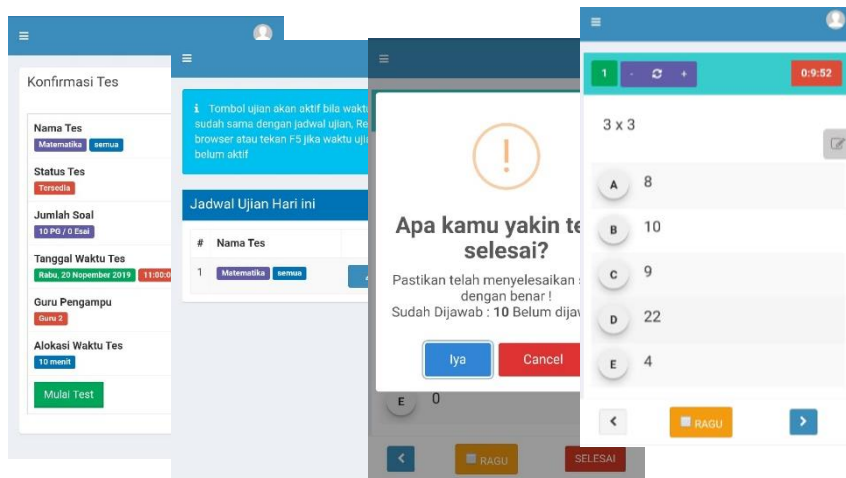 Konfirmasi Tes
Nama Tes
Matematika semua
Status Tes
Tersedia
Jumlah Soal
10 PG / 0 Esai
Tanggal Waktu Tes
Rabu, 20 Nopember 2019 11:00:0
Guru Pengampu
Guru 2
Alokasi Waktu Tes
10 menit
Mulai Test
i Tombol ujian akan aktif bila waktu
sudah sama dengan jadwal ujian, Re
browser atau tekan F5 jika waktu uji
belum aktif
Jadwal Ujian Hari ini
# Nama Tes
1 Matematika semua
!
Apa kamu yakin te
selesai?
Pastikan telah menyelesaikan
dengan benar !
Sudah Dijawab : 10 Belum dijaw
Iya Cancel
E 0
< RAGU SELESAI
1 - + 0:9:52
3 x 3
A 8
B 10
C 9
D 22
E 4
< RAGU >